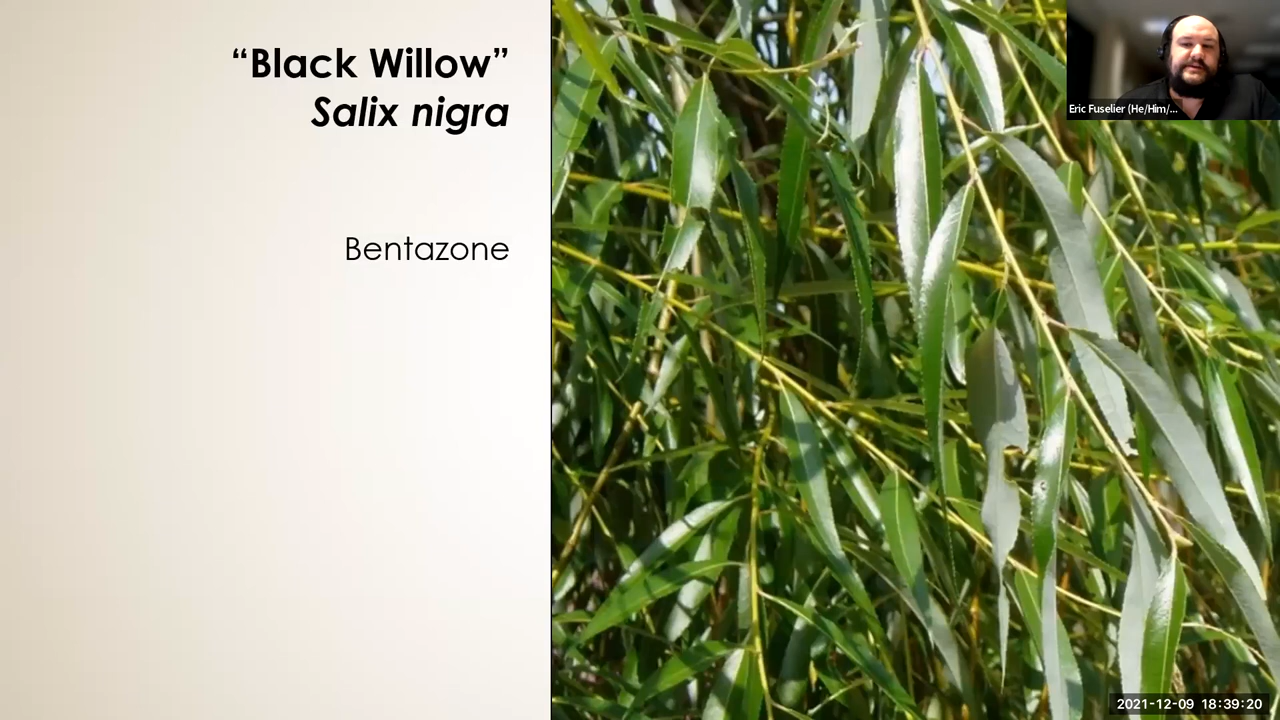 “Black Willow”
Salix nigra
Bentazone
Eric Fuselier (He/Him/...
2021-12-09 18:39:20